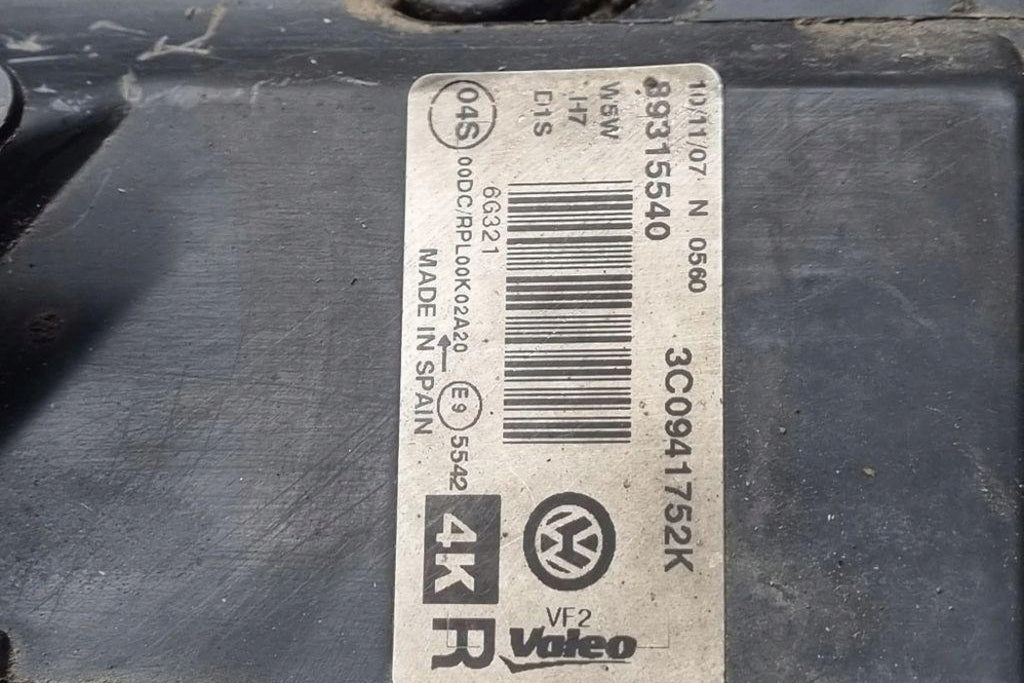 10/11/07 N 0560
89315540 3C0941752K
W5W
H7
D1S
6G321
04S 00DC/RPL00K02A20 E9 5542
MADE IN SPAIN
4K
R
VF2
Valeo